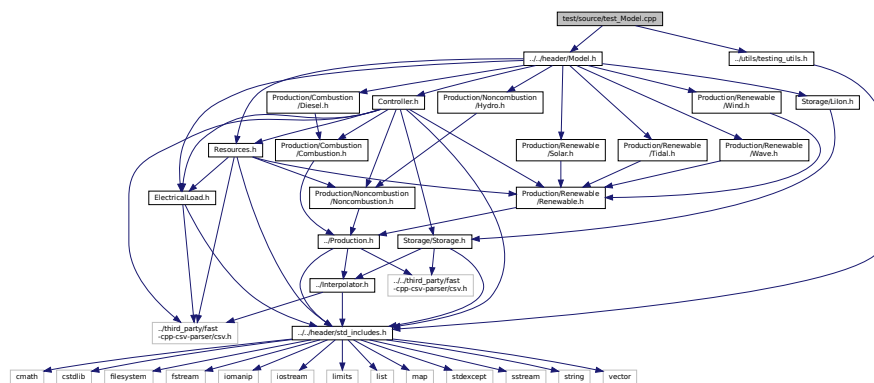 test/source/test_Model.cpp
../../header/Model.h
../utils/testing_utils.h
Production/Combustion
/Diesel.h
Controller.h
Production/Noncombustion
/Hydro.h
Production/Renewable
/Wind.h
Storage/LiIon.h
Resources.h
Production/Combustion
/Combustion.h
Production/Renewable
/Solar.h
Production/Renewable
/Tidal.h
Production/Renewable
/Wave.h
ElectricalLoad.h
Production/Noncombustion
/Noncombustion.h
Production/Renewable
/Renewable.h
../Production.h
Storage/Storage.h
../Interpolator.h
../../third_party/fast
-cpp-csv-parser/csv.h
../third_party/fast
-cpp-csv-parser/csv.h
../../header/std_includes.h
cmath
cstdlib
filesystem
fstream
iomanip
iostream
limits
list
map
stdexcept
sstream
string
vector